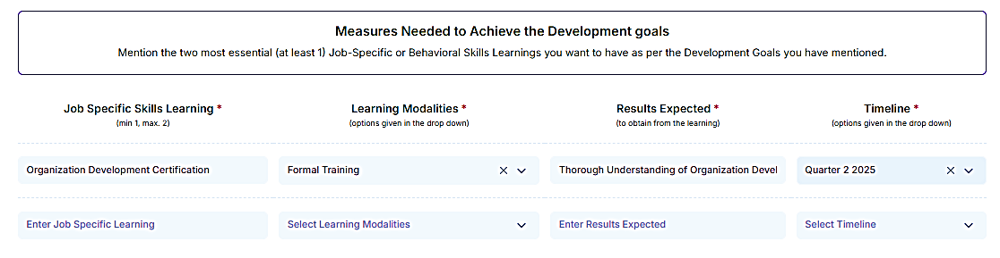 Measures Needed to Achieve the Development goals
Mention the two most essential (at least 1) Job-Specific or Behavioral Skills Learnings you want to have as per the Development Goals you have mentioned.
Job Specific Skills Learning * Learning Modalities * Results Expected * Timeline *
(min 1, max. 2) (options given in the drop down) (to obtain from the learning) (options given in the drop down)
Organization Development Certification Formal Training Thorough Understanding of Organization Devel Quarter 2 2025
Enter Job Specific Learning Select Learning Modalities Enter Results Expected Select Timeline